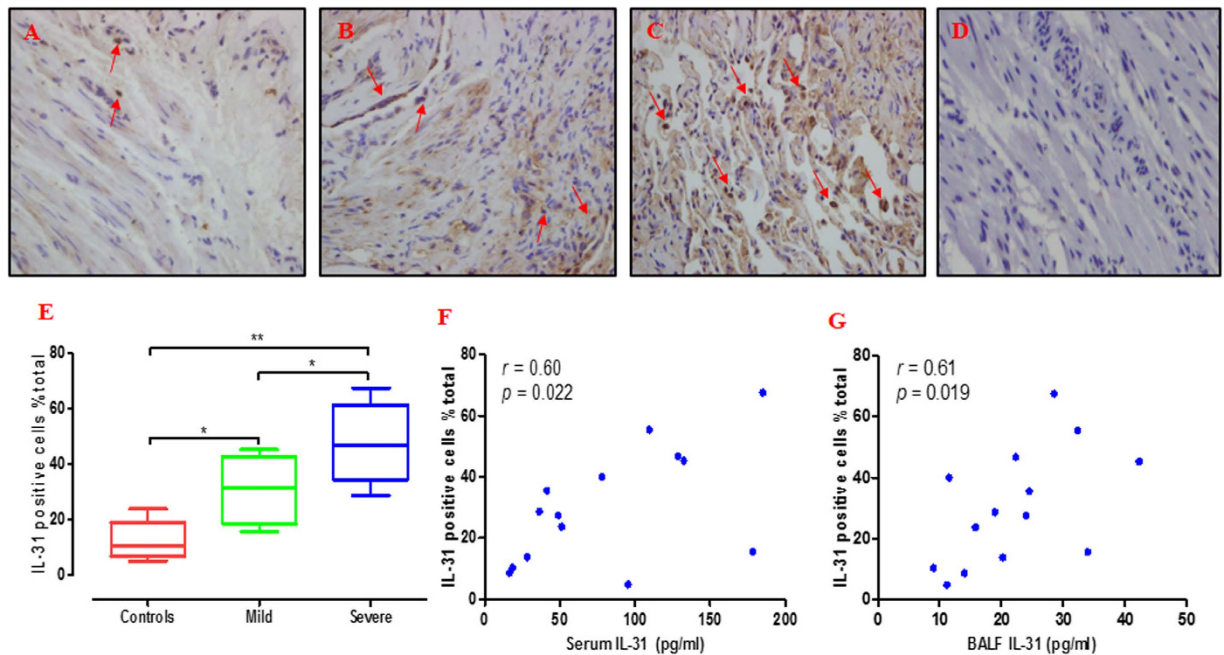 A
B
C
D
E
IL-31 positive cells %total
80
60
40
20
0
**
*
*
Controls
Mild
Severe
F
IL-31 positive cells %total
80
60
40
20
0
r = 0.60
p = 0.022
0
50
100
150
200
Serum IL-31 (pg/ml)
G
IL-31 positive cells %total
80
60
40
20
0
r = 0.61
p = 0.019
0
10
20
30
40
50
BALF IL-31 (pg/ml)